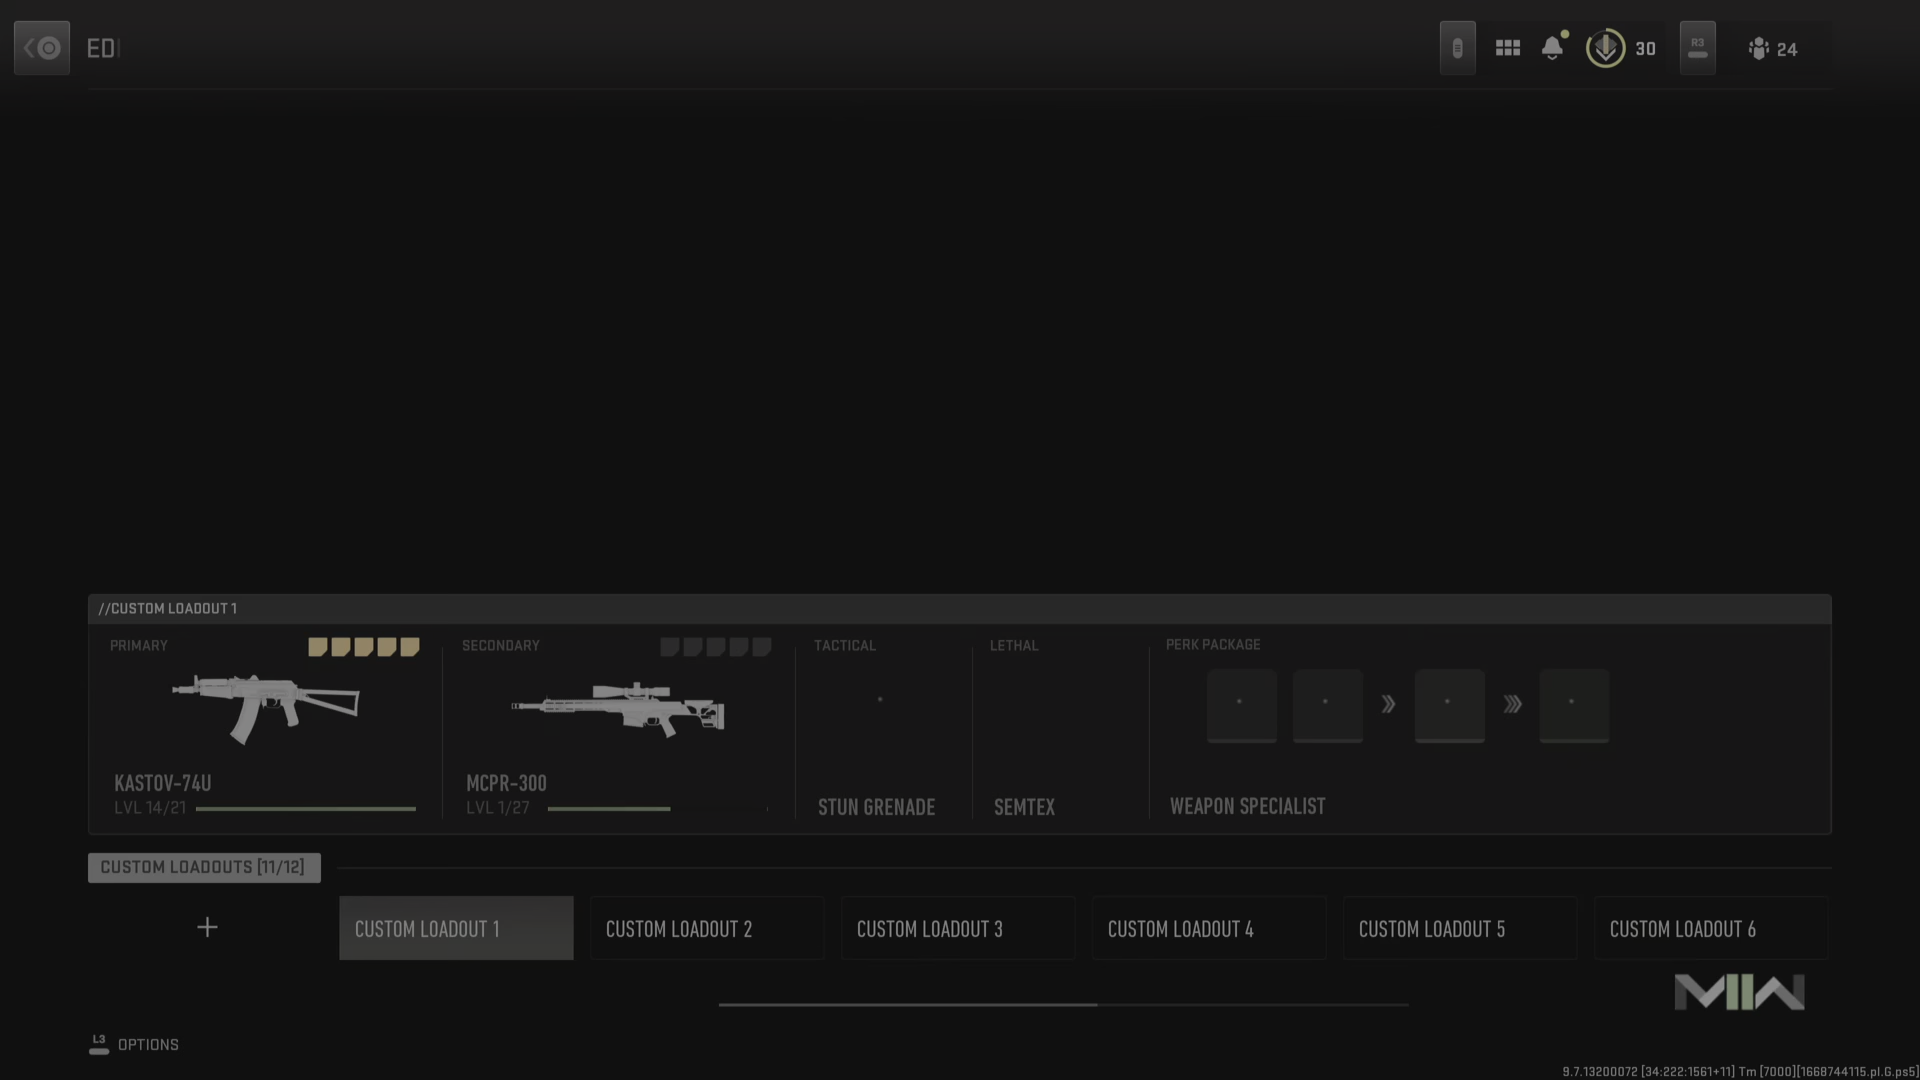 ED
30
R3
24
//CUSTOM LOADOUT 1
PRIMARY
SECONDARY
TACTICAL
LETHAL
PERK PACKAGE
KASTOV-74U
LVL 14/21
MCPR-300
LVL 1/27
STUN GRENADE
SEMTEX
WEAPON SPECIALIST
CUSTOM LOADOUTS [11/12]
CUSTOM LOADOUT 1
CUSTOM LOADOUT 2
CUSTOM LOADOUT 3
CUSTOM LOADOUT 4
CUSTOM LOADOUT 5
CUSTOM LOADOUT 6
MIIW
L3 OPTIONS
9.7.13200072 [34:222:1561+11] Tm [7000][1668744115.pl.G.ps5]